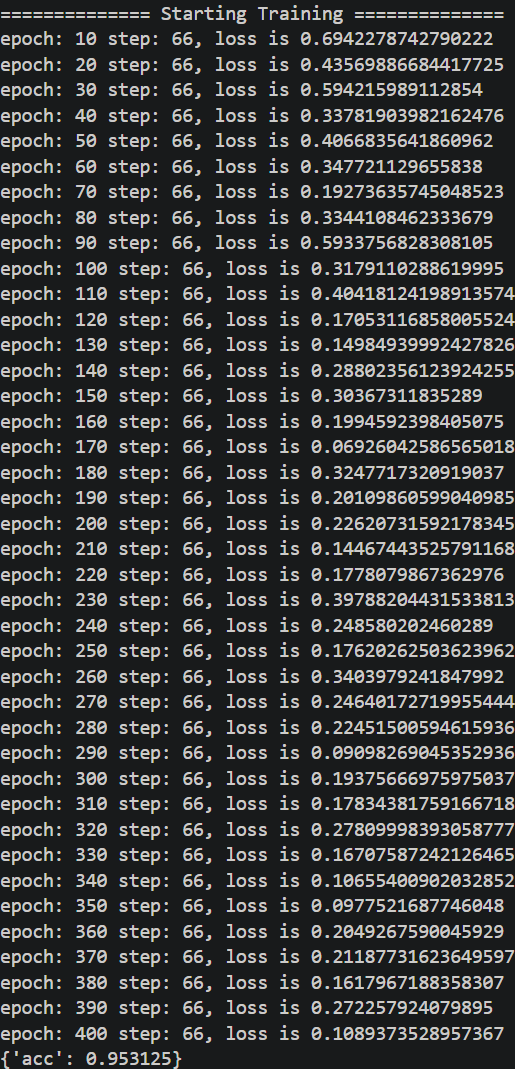 ============== Starting Training ==============
epoch: 10 step: 66, loss is 0.6942278742790222
epoch: 20 step: 66, loss is 0.43569886684417725
epoch: 30 step: 66, loss is 0.594215989112854
epoch: 40 step: 66, loss is 0.33781903982162476
epoch: 50 step: 66, loss is 0.4066835641860962
epoch: 60 step: 66, loss is 0.347721129655838
epoch: 70 step: 66, loss is 0.19273635745048523
epoch: 80 step: 66, loss is 0.3344108462333679
epoch: 90 step: 66, loss is 0.5933756828308105
epoch: 100 step: 66, loss is 0.3179110288619995
epoch: 110 step: 66, loss is 0.40418124198913574
epoch: 120 step: 66, loss is 0.17053116858005524
epoch: 130 step: 66, loss is 0.14984939992427826
epoch: 140 step: 66, loss is 0.28802356123924255
epoch: 150 step: 66, loss is 0.30367311835289
epoch: 160 step: 66, loss is 0.1994592398405075
epoch: 170 step: 66, loss is 0.06926042586565018
epoch: 180 step: 66, loss is 0.3247717320919037
epoch: 190 step: 66, loss is 0.20109860599040985
epoch: 200 step: 66, loss is 0.22620731592178345
epoch: 210 step: 66, loss is 0.14467443525791168
epoch: 220 step: 66, loss is 0.1778079867362976
epoch: 230 step: 66, loss is 0.39788204431533813
epoch: 240 step: 66, loss is 0.248580202460289
epoch: 250 step: 66, loss is 0.17620262503623962
epoch: 260 step: 66, loss is 0.3403979241847992
epoch: 270 step: 66, loss is 0.24640172719955444
epoch: 280 step: 66, loss is 0.22451500594615936
epoch: 290 step: 66, loss is 0.09098269045352936
epoch: 300 step: 66, loss is 0.19375666975975037
epoch: 310 step: 66, loss is 0.17834381759166718
epoch: 320 step: 66, loss is 0.27809998393058777
epoch: 330 step: 66, loss is 0.16707587242126465
epoch: 340 step: 66, loss is 0.10655400902032852
epoch: 350 step: 66, loss is 0.0977521687746048
epoch: 360 step: 66, loss is 0.2049267590045929
epoch: 370 step: 66, loss is 0.21187731623649597
epoch: 380 step: 66, loss is 0.1617967188358307
epoch: 390 step: 66, loss is 0.272257924079895
epoch: 400 step: 66, loss is 0.1089373528957367
{'acc': 0.953125}